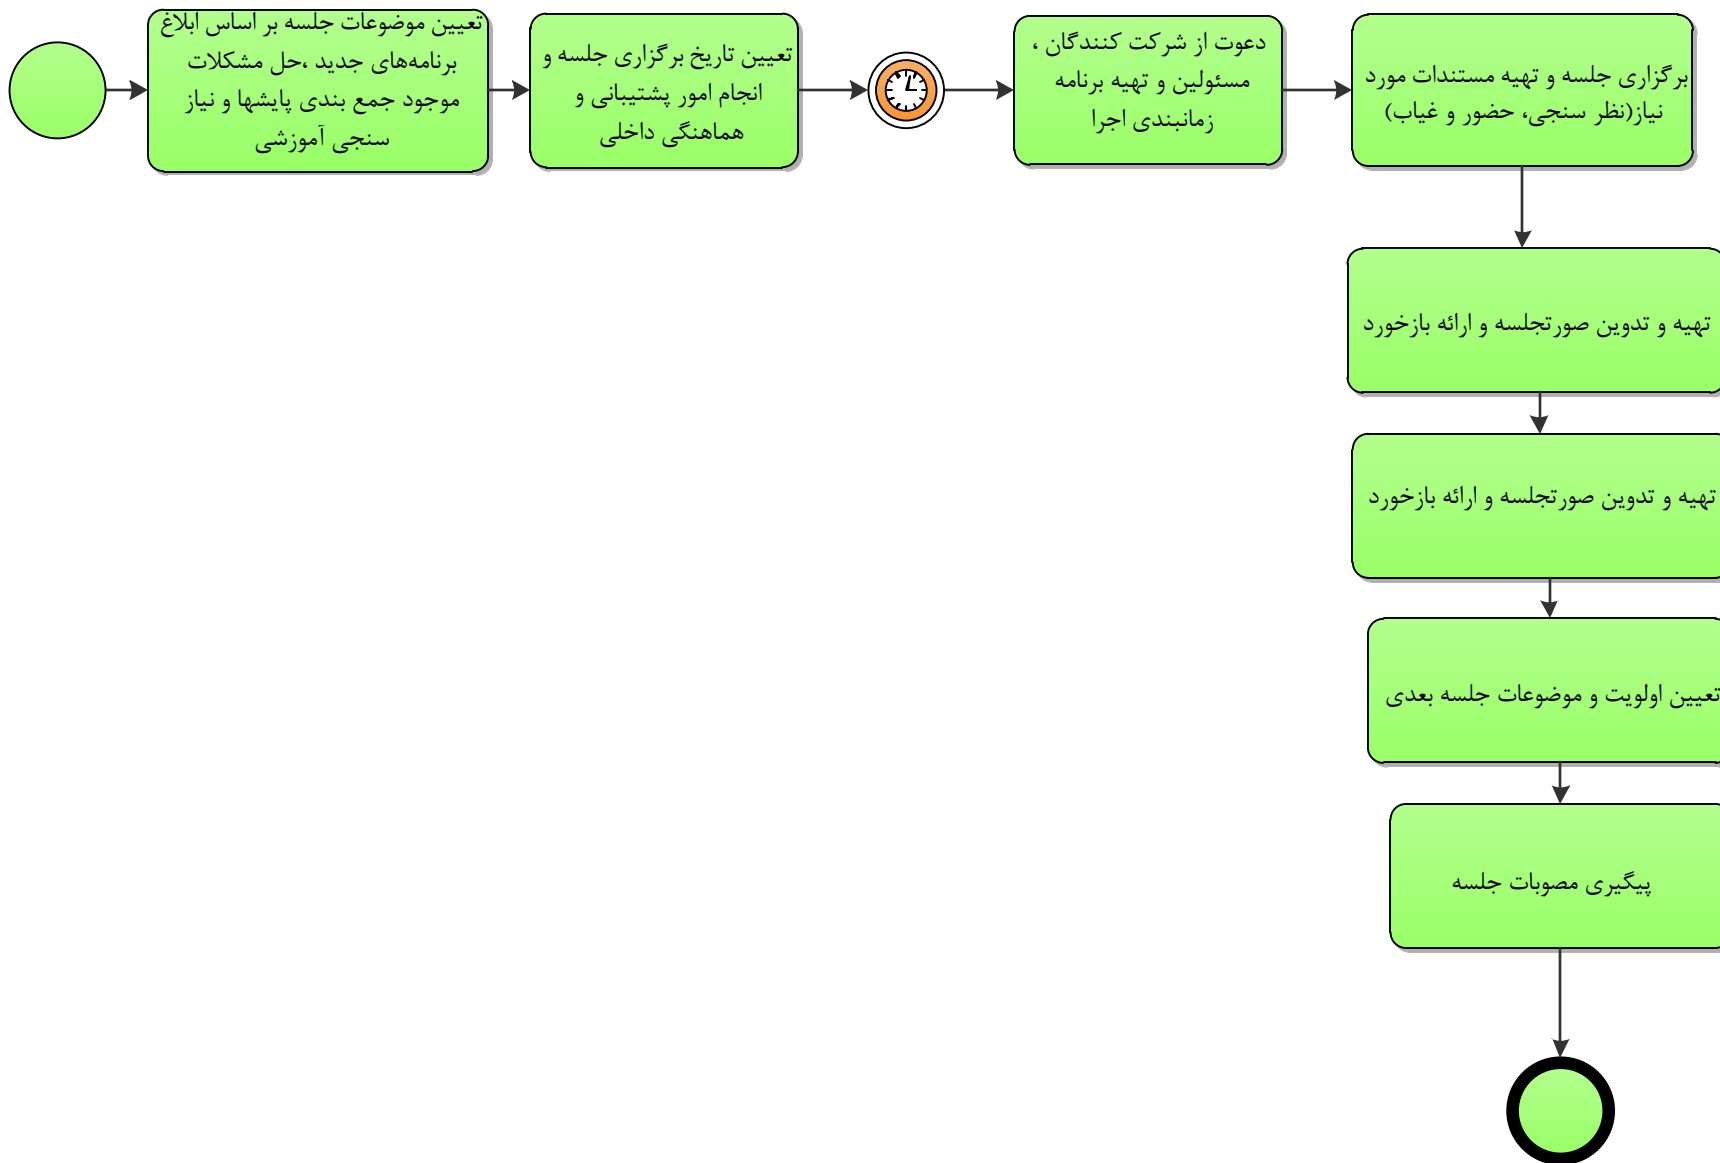 تعیین موضوعات جلسه بر اساس ابلاغ
برنامه‌های جدید ،حل مشکلات
موجود جمع بندی پایشها و نیاز
سنجی آموزشی
تعیین تاریخ برگزاری جلسه و
انجام امور پشتیبانی و
هماهنگی داخلی
دعوت از شرکت کنندگان ،
مسئولین و تهیه برنامه
زمانبندی اجرا
برگزاری جلسه و تهیه مستندات مورد
نیاز(نظر سنجی، حضور و غیاب)
تهیه و تدوین صورتجلسه و ارائه بازخورد
تهیه و تدوین صورتجلسه و ارائه بازخورد
تعیین اولویت و موضوعات جلسه بعدی
پیگیری مصوبات جلسه